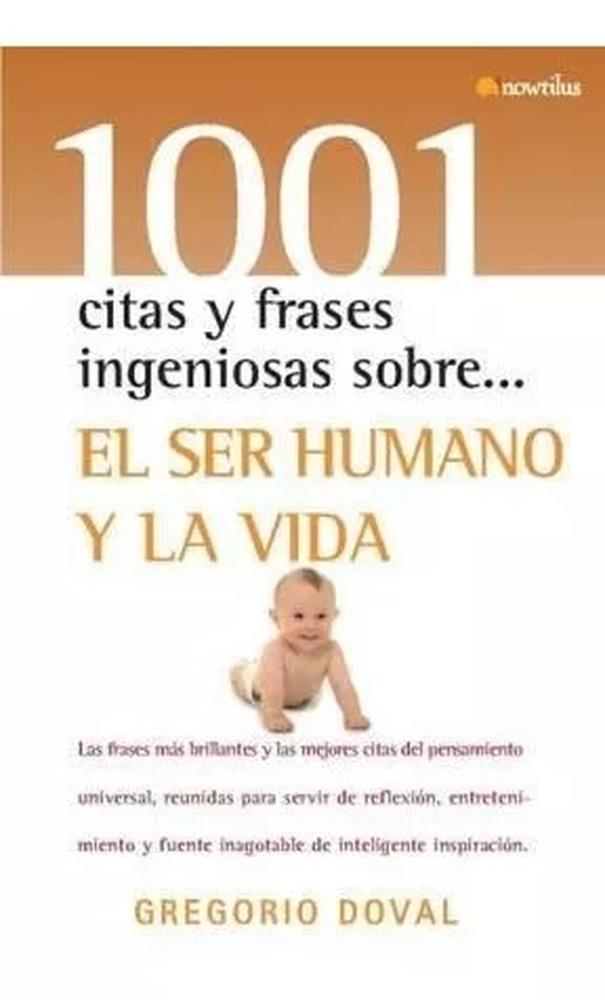 nowtilus
1001
citas y frases
ingeniosas sobre...
EL SER HUMANO
Y LA VIDA
Las frases más brillantes y las mejores citas del pensamiento
universal, reunidas para servir de reflexión, entreteni-
miento y fuente inagotable de inteligente inspiración.
GREGORIO DOVAL